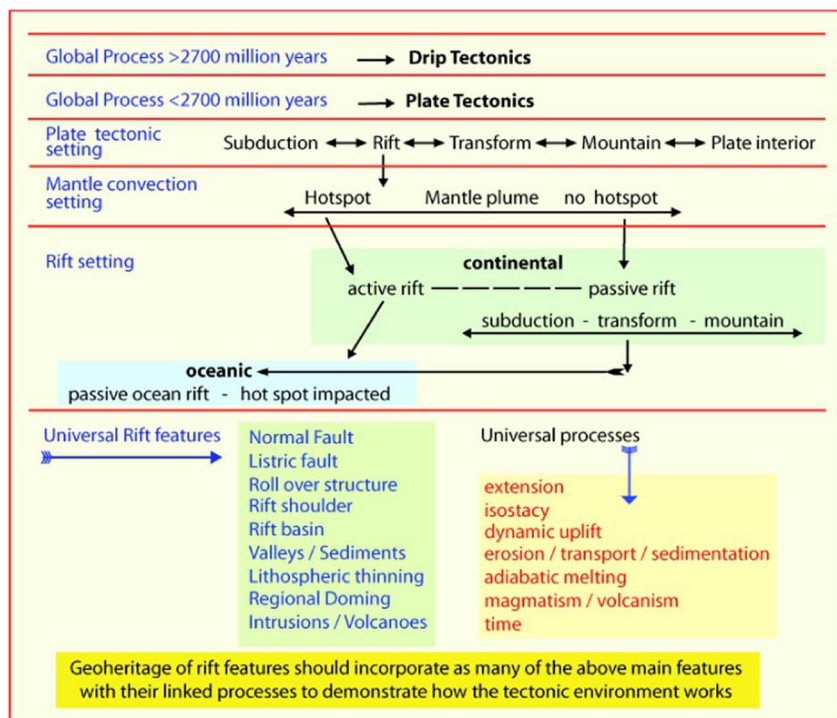 Global Process >2700 million years Drip Tectonics
Global Process <2700 million years Plate Tectonics
Plate tectonic
setting
Subduction Rift Transform Mountain Plate interior
Mantle convection
setting
Hotspot Mantle plume no hotspot
Rift setting
continental
active rift passive rift
subduction - transform - mountain
oceanic
passive ocean rift - hot spot impacted
Universal Rift features
Normal Fault
Listric fault
Roll over structure
Rift shoulder
Rift basin
Valleys / Sediments
Lithospheric thinning
Regional Doming
Intrusions / Volcanoes
Universal processes
extension
isostacy
dynamic uplift
erosion / transport / sedimentation
adiabatic melting
magmatism / volcanism
time
Geoheritage of rift features should incorporate as many of the above main features
with their linked processes to demonstrate how the tectonic environment works